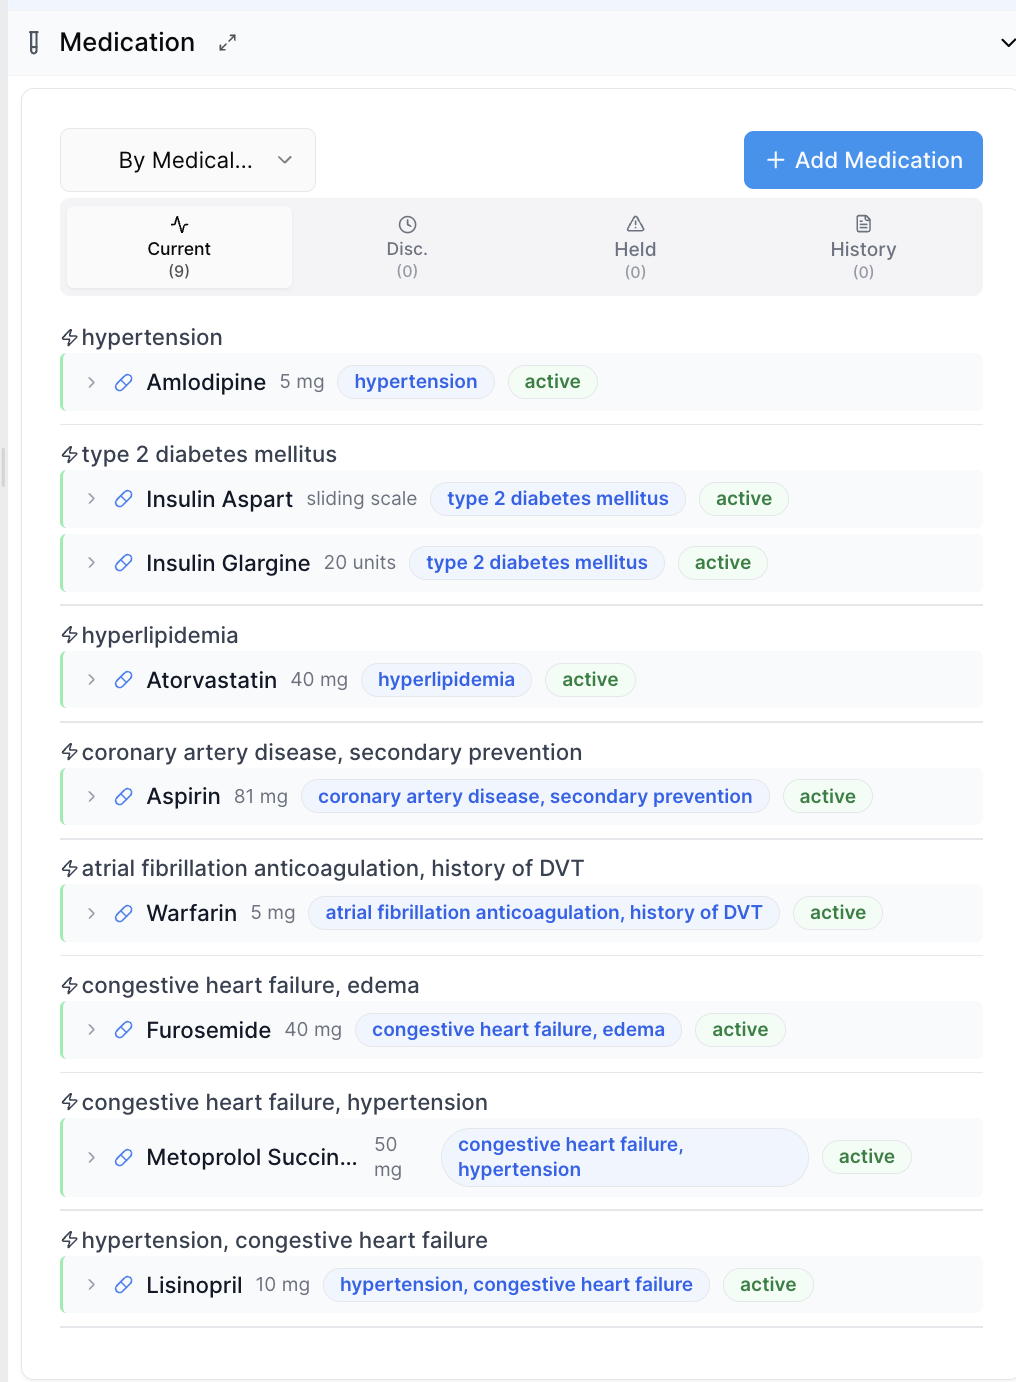 Medication
By Medical...
+ Add Medication
Current
(9)
Disc.
(0)
Held
(0)
History
(0)
hypertension
Amlodipine 5 mg hypertension active
type 2 diabetes mellitus
Insulin Aspart sliding scale type 2 diabetes mellitus active
Insulin Glargine 20 units type 2 diabetes mellitus active
hyperlipidemia
Atorvastatin 40 mg hyperlipidemia active
coronary artery disease, secondary prevention
Aspirin 81 mg coronary artery disease, secondary prevention active
atrial fibrillation anticoagulation, history of DVT
Warfarin 5 mg atrial fibrillation anticoagulation, history of DVT active
congestive heart failure, edema
Furosemide 40 mg congestive heart failure, edema active
congestive heart failure, hypertension
Metoprolol Succin... 50 mg congestive heart failure, hypertension active
hypertension, congestive heart failure
Lisinopril 10 mg hypertension, congestive heart failure active